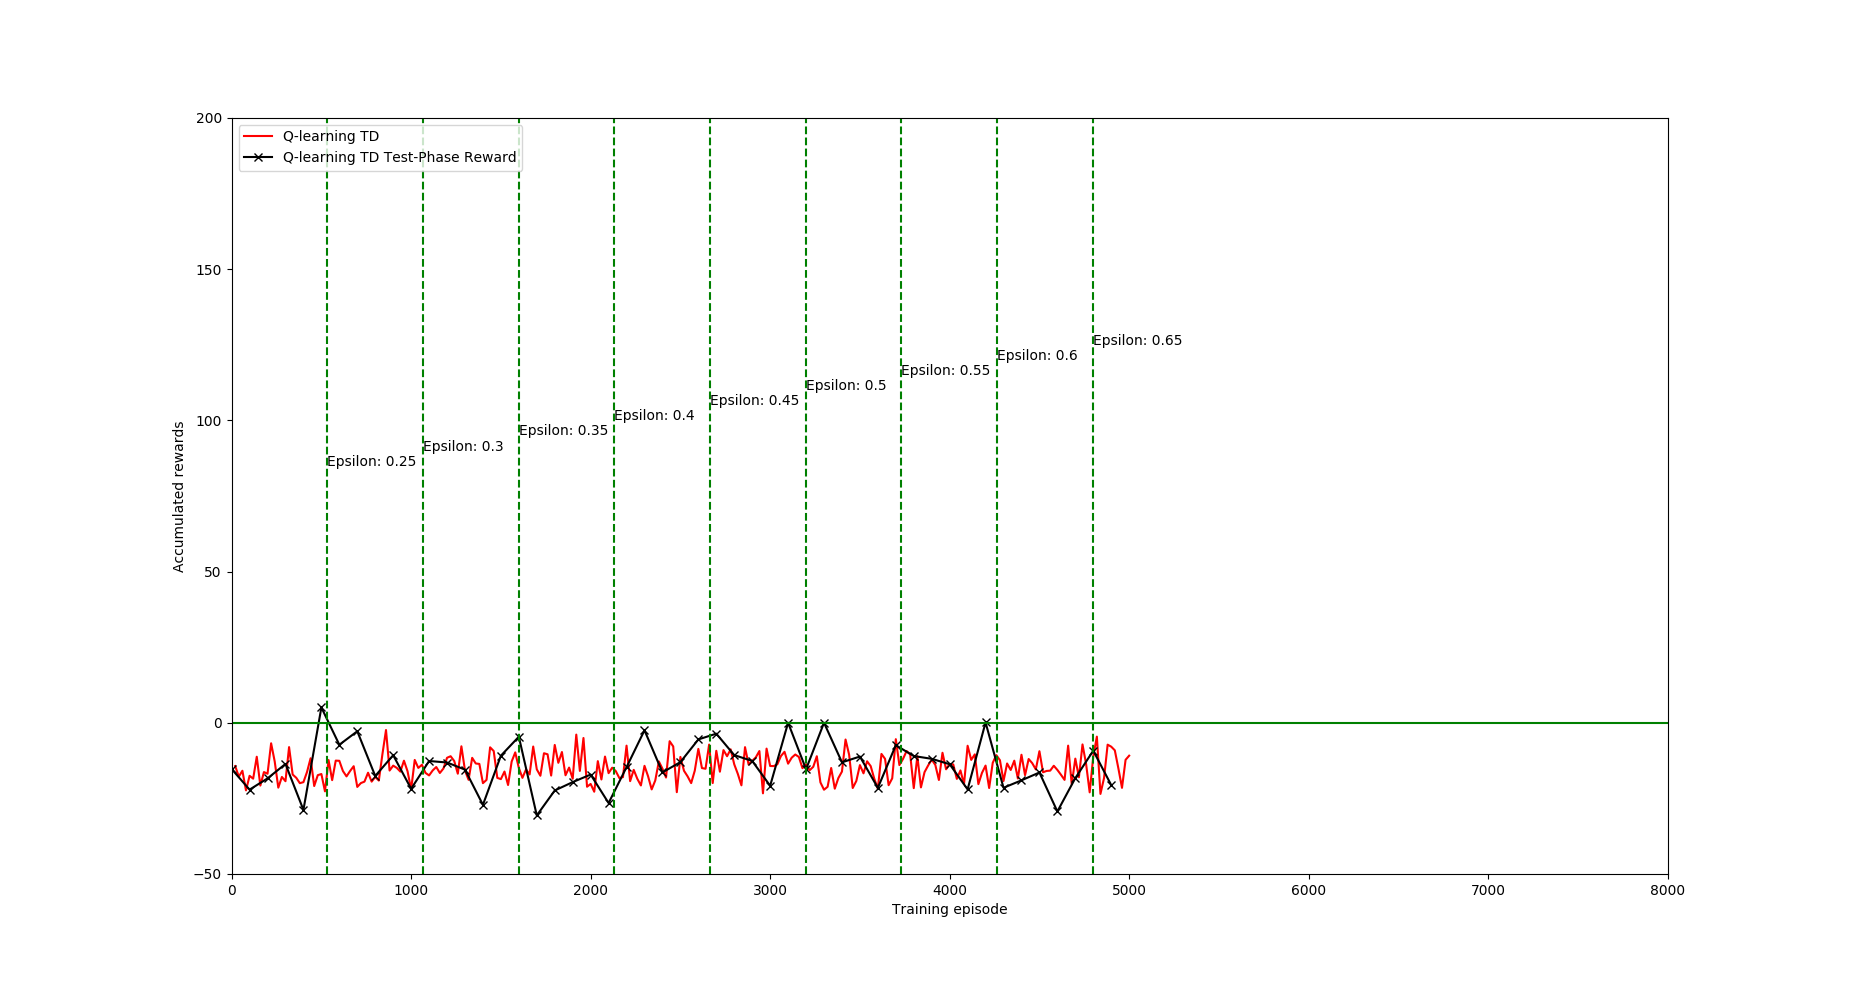 200
Q-learning TD
Q-learning TD Test-Phase Reward
150
Epsilon: 0.65
Epsilon: 0.6
Epsilon: 0.55
Epsilon: 0.5
Epsilon: 0.45
Epsilon: 0.4
Epsilon: 0.35
Epsilon: 0.3
Epsilon: 0.25
100
Accumulated rewards
50
0
−50
0 1000 2000 3000 4000 5000 6000 7000 8000
Training episode